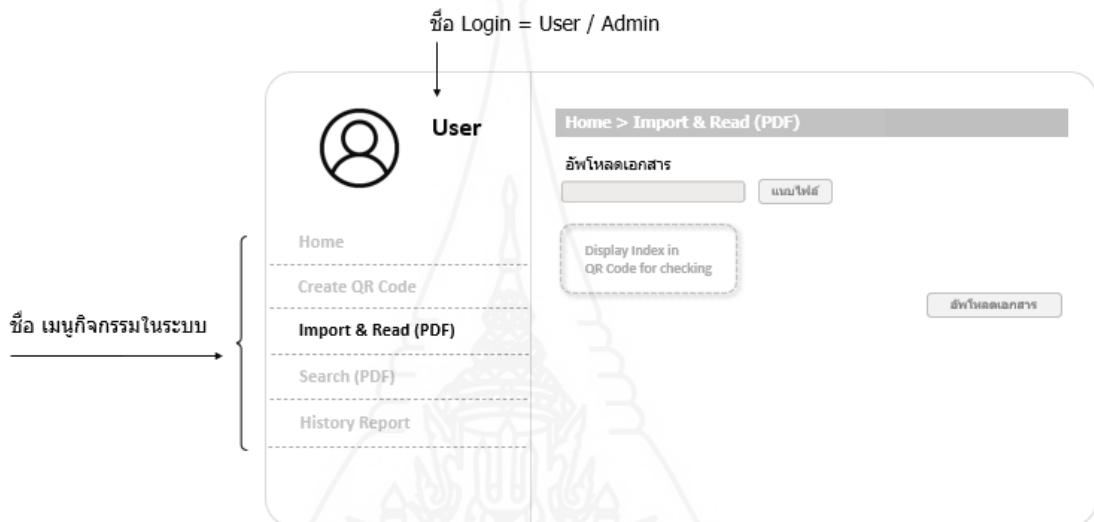 ชื่อ Login = User / Admin
User
Home > Import & Read (PDF)
อัพโหลดเอกสาร
แนบไฟล์
Display Index in
QR Code for checking
อัพโหลดเอกสาร
ชื่อ เมนูกิจกรรมในระบบ
Home
Create QR Code
Import & Read (PDF)
Search (PDF)
History Report